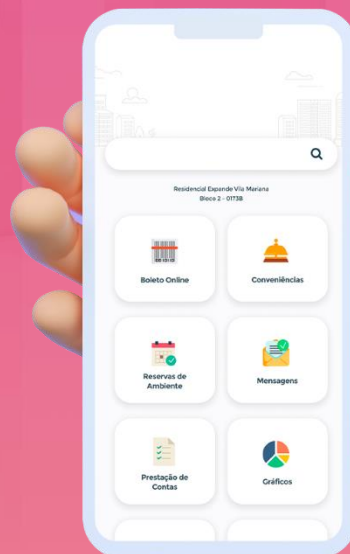 Residencial Expande Vila Mariana
Bloco 2 - 0173B
Boleto Online
Conveniências
Reservas de
Ambiente
Mensagens
Prestação de
Contas
Gráficos